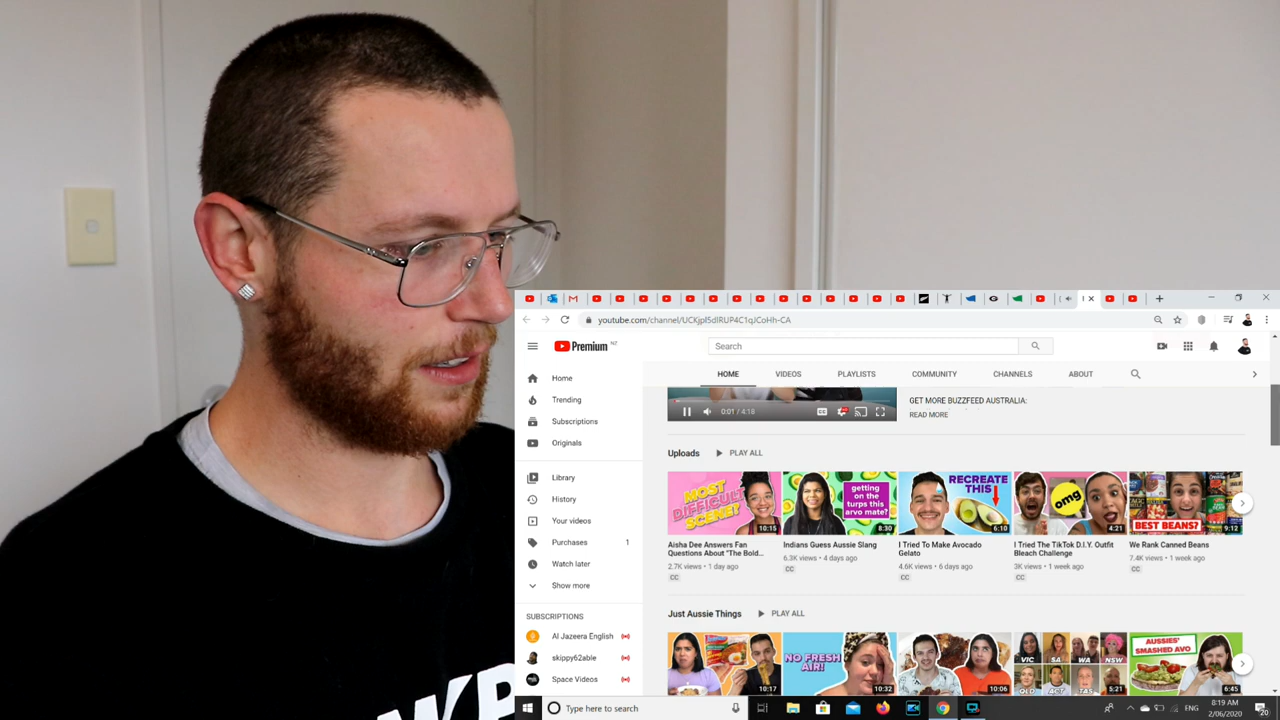 youtube.com/channel/UCKjpI5dlRUP4C1qJCoHh-CA
Premium NZ
Search
HOME VIDEOS PLAYLISTS COMMUNITY CHANNELS ABOUT
Home
Trending
Subscriptions
Originals
Library
History
Your videos
Purchases 1
Watch later
Show more
SUBSCRIPTIONS
Al Jazeera English
skippy62able
Space Videos
0:01 / 4:18
GET MORE BUZZFEED AUSTRALIA:
READ MORE
Uploads PLAY ALL
MOST DIFFICULT SCENE?
10:15
Aisha Dee Answers Fan
Questions About "The Bold...
2.7K views • 1 day ago
CC
getting on the turps this arvo mate?
8:30
Indians Guess Aussie Slang
6.3K views • 4 days ago
CC
RECREATE THIS
6:10
I Tried To Make Avocado
Gelato
4.6K views • 6 days ago
CC
omg
4:21
I Tried The TikTok D.I.Y. Outfit
Bleach Challenge
3K views • 1 week ago
CC
BEST BEANS?
9:12
We Rank Canned Beans
7.4K views • 1 week ago
CC
Just Aussie Things PLAY ALL
10:17
NO FRESH AIR!
10:32
10:06
VIC SA WA NSW
QLD ACT TAS
5:21
AUSSIES' SMASHED AVO
6:45
Type here to search
ENG
8:19 AM
2/06/2020
20